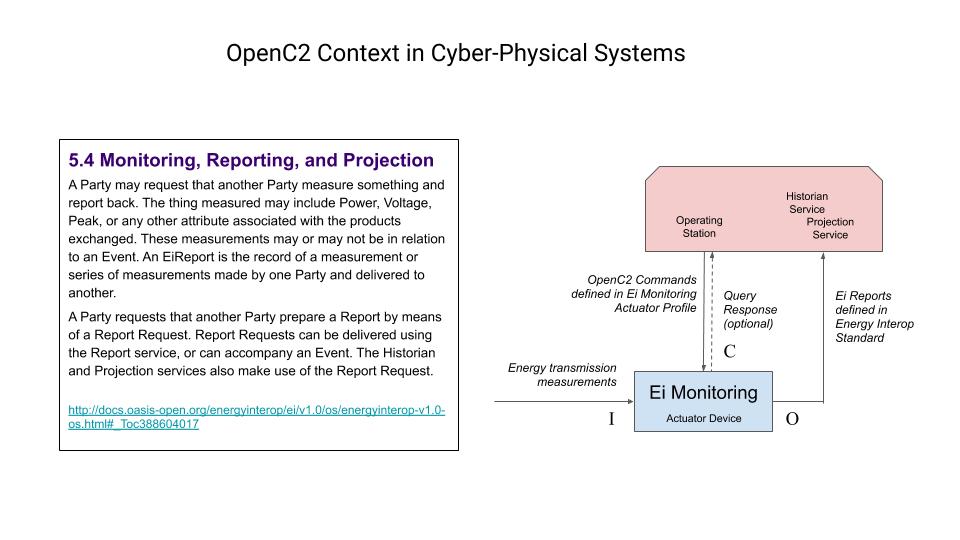 OpenC2 Context in Cyber-Physical Systems
5.4 Monitoring, Reporting, and Projection
A Party may request that another Party measure something and
report back. The thing measured may include Power, Voltage,
Peak, or any other attribute associated with the products
exchanged. These measurements may or may not be in relation
to an Event. An EiReport is the record of a measurement or
series of measurements made by one Party and delivered to
another.
A Party requests that another Party prepare a Report by means
of a Report Request. Report Requests can be delivered using
the Report service, or can accompany an Event. The Historian
and Projection services also make use of the Report Request.
http://docs.oasis-open.org/energyinterop/ei/v1.0/os/energyinterop-v1.0-
os.html#_Toc388604017
Operating
Station
Historian
Service
Projection
Service
OpenC2 Commands
defined in Ei Monitoring
Actuator Profile
Query
Response
(optional)
Ei Reports
defined in
Energy Interop
Standard
C
Energy transmission
measurements
I
Ei Monitoring
Actuator Device
O